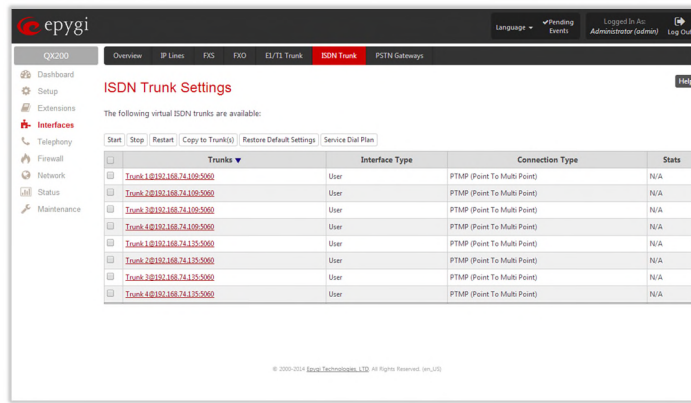 epygi
Language
Pending Events
Logged In As:
Administrator (admin)
Log Out
QX200
Overview IP Lines FXS FXO E1/T1 Trunk ISDN Trunk PSTN Gateways
Dashboard
Setup
Extensions
Interfaces
Telephony
Firewall
Network
Status
Maintenance
ISDN Trunk Settings
Help
The following virtual ISDN trunks are available:
Start Stop Restart Copy to Trunk(s) Restore Default Settings Service Dial Plan
Trunks Interface Type Connection Type Stats
Trunk 1@192.168.74.109:5060 User PTMP (Point To Multi Point) N/A
Trunk 2@192.168.74.109:5060 User PTMP (Point To Multi Point) N/A
Trunk 3@192.168.74.109:5060 User PTMP (Point To Multi Point) N/A
Trunk 4@192.168.74.109:5060 User PTMP (Point To Multi Point) N/A
Trunk 1@192.168.74.135:5060 User PTMP (Point To Multi Point) N/A
Trunk 2@192.168.74.135:5060 User PTMP (Point To Multi Point) N/A
Trunk 3@192.168.74.135:5060 User PTMP (Point To Multi Point) N/A
Trunk 4@192.168.74.135:5060 User PTMP (Point To Multi Point) N/A
© 2000-2014 Epygi Technologies, LTD. All Rights Reserved. (en_US)